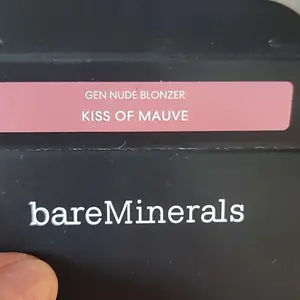 GEN NUDE BLONZER
KISS OF MAUVE
bareMinerals